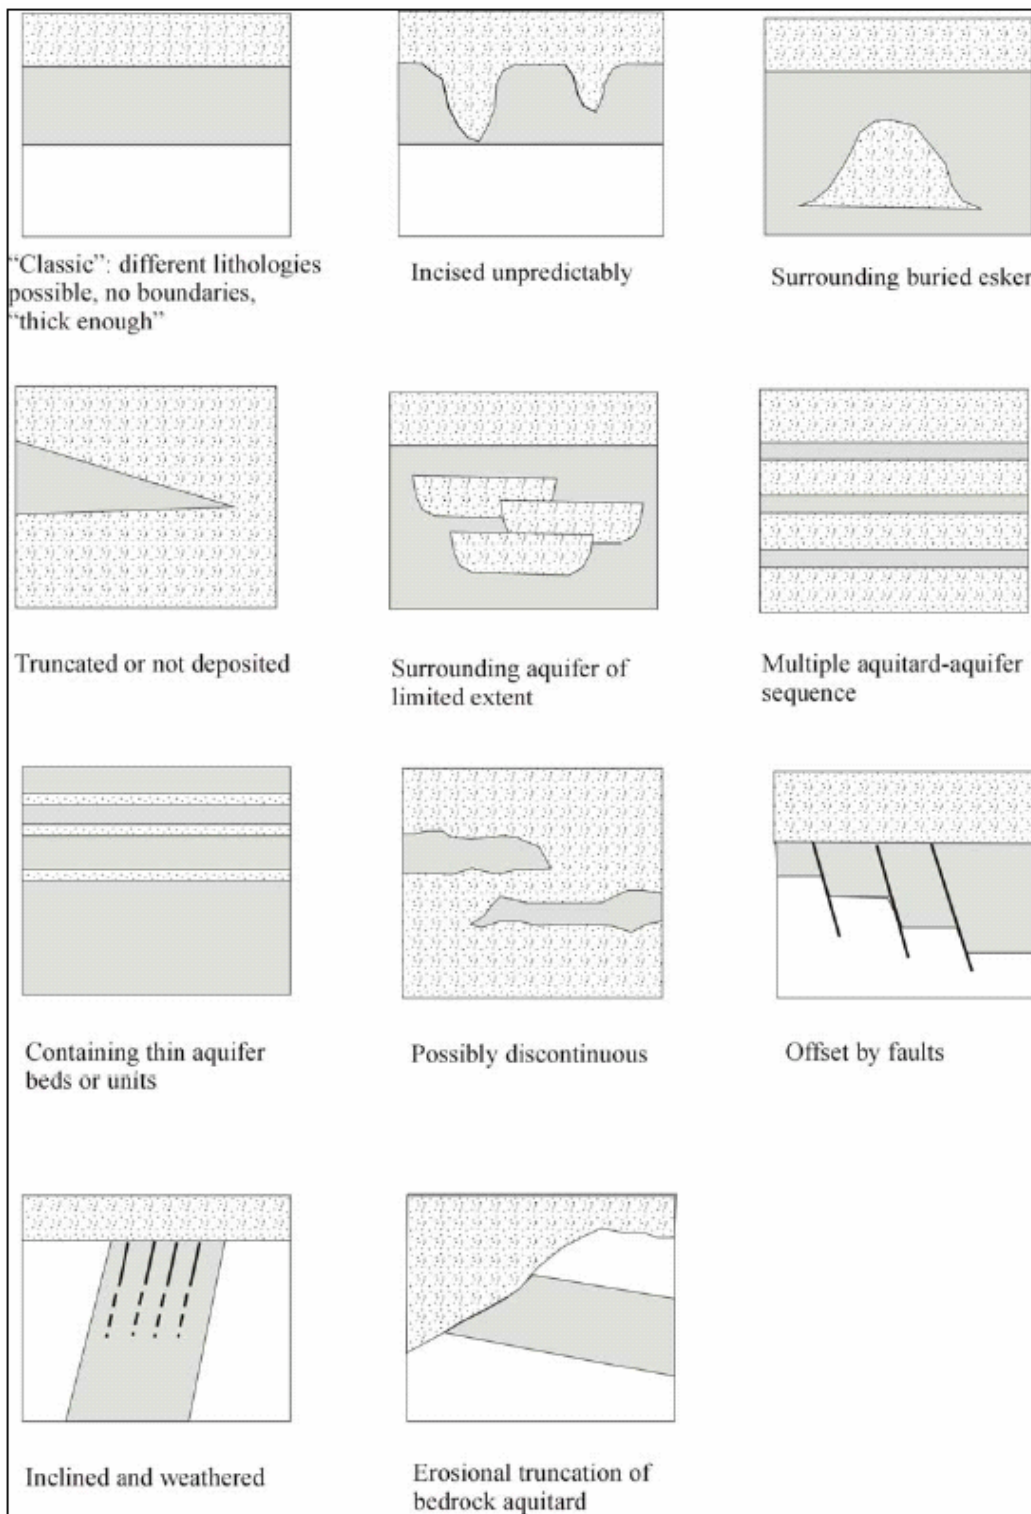 “Classic”: different lithologies
possible, no boundaries,
“thick enough”
Incised unpredictably
Surrounding buried esker
Truncated or not deposited
Surrounding aquifer of
limited extent
Multiple aquitard-aquifer
sequence
Containing thin aquifer
beds or units
Possibly discontinuous
Offset by faults
Inclined and weathered
Erosional truncation of
bedrock aquitard